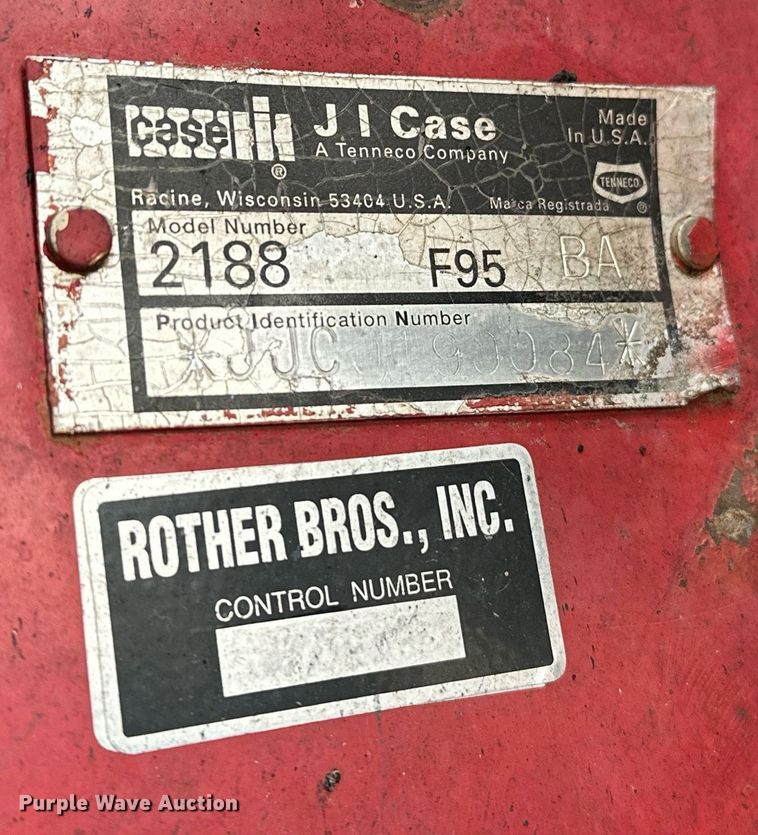 case IH
®
J I Case
A Tenneco Company
Made
In U.S.A.
TENNECO
®
Racine, Wisconsin 53404 U.S.A.
Marca Registrada
Model Number
2188 F95 BA
Product Identification Number
*JJC0190084*
ROTHER BROS., INC.
CONTROL NUMBER
Purple Wave Auction